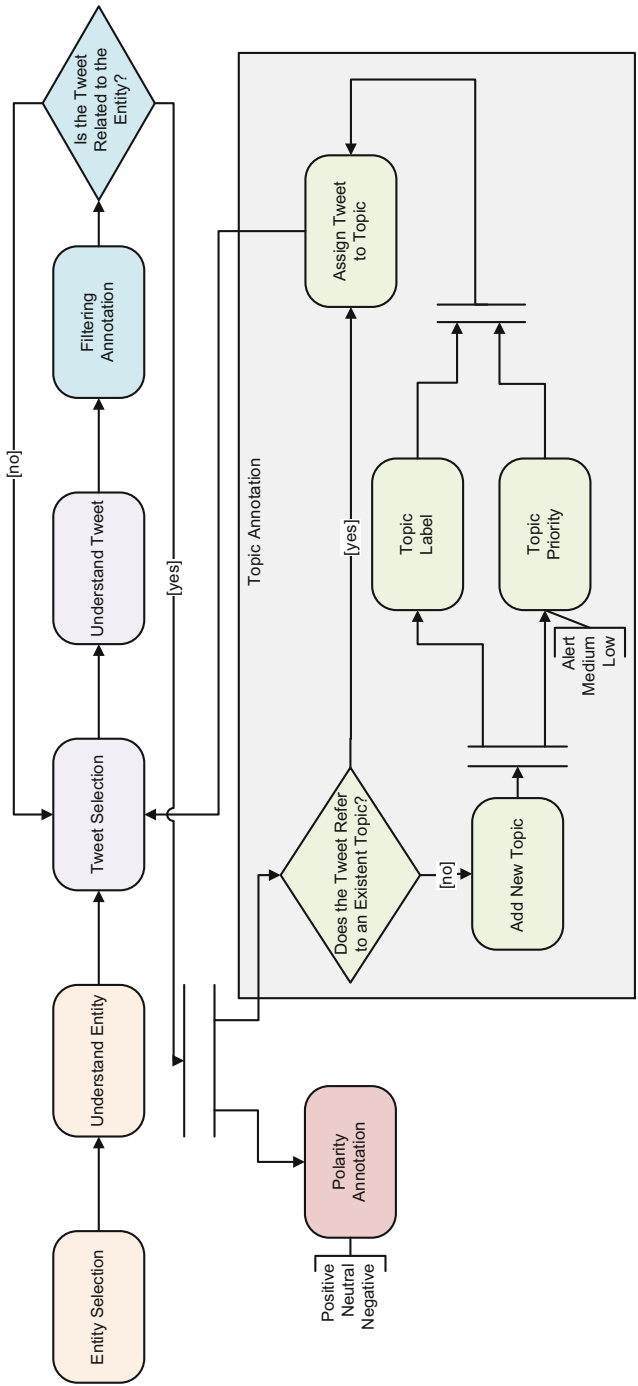 Entity Selection
Understand Entity
Tweet Selection
Understand Tweet
Filtering
Annotation
Is the Tweet
Related to the
Entity?
[no]
[yes]
Polarity
Annotation
Positive
Neutral
Negative
Topic Annotation
Does the Tweet Refer
to an Existent Topic?
[yes]
[no]
Assign Tweet
to Topic
Add New Topic
Topic
Label
Topic
Priority
Alert
Medium
Low